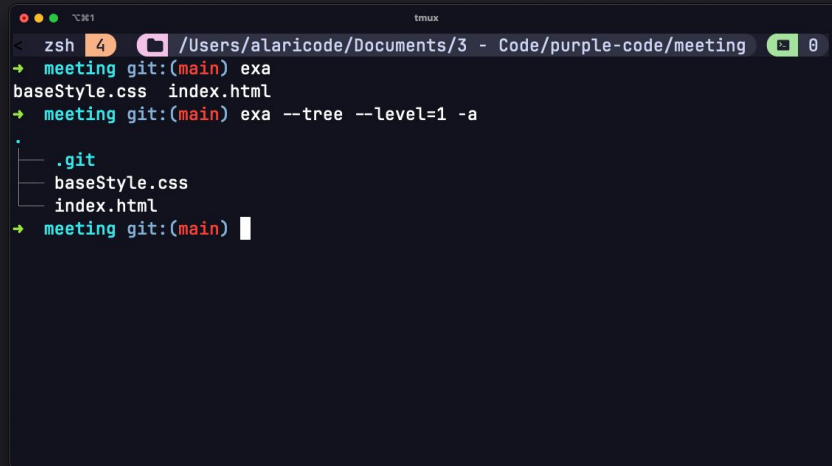 ⌥⌘1 tmux
< zsh 4 /Users/alaricode/Documents/3 - Code/purple-code/meeting 0
→ meeting git:(main) exa
baseStyle.css index.html
→ meeting git:(main) exa --tree --level=1 -a
.
├── .git
├── baseStyle.css
└── index.html
→ meeting git:(main)